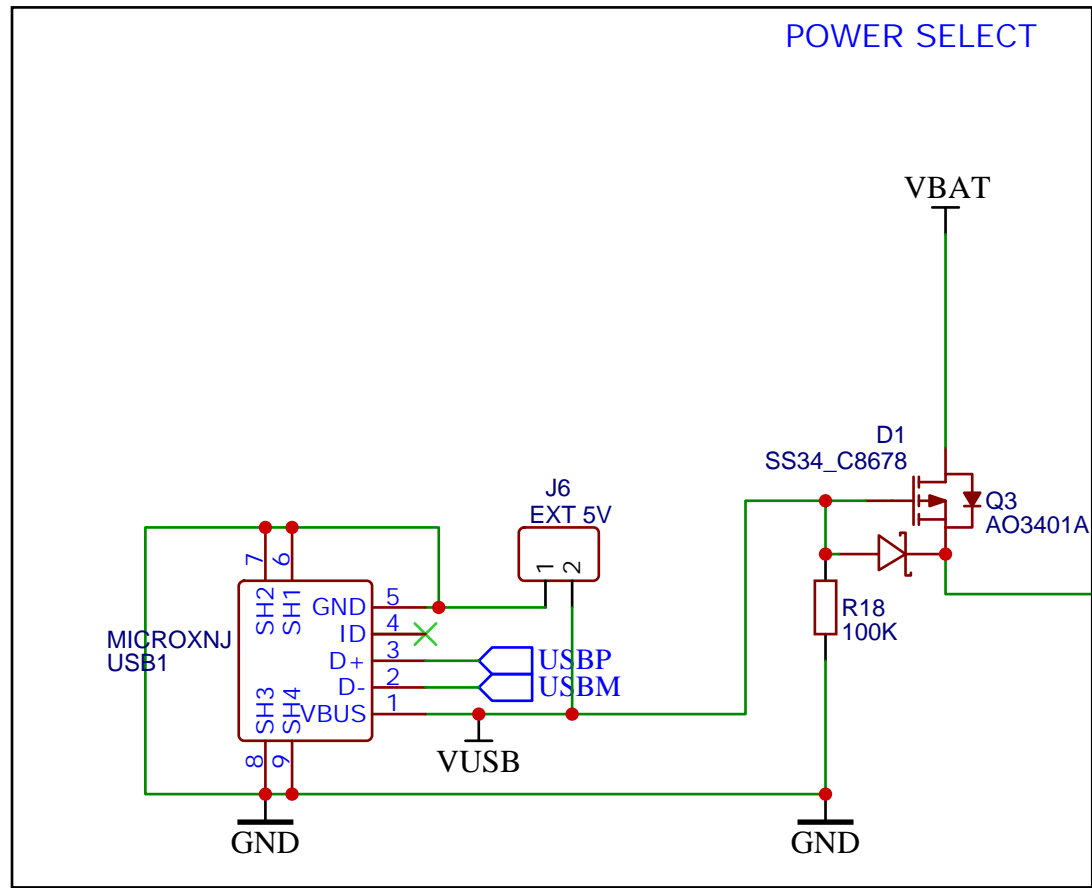 POWER SELECT
VBAT
D1
SS34_C8678
Q3
AO3401A
J6
EXT 5V
1
2
7
6
SH2
SH1
GND
5
ID
4
D+
3
D-
2
VBUS
1
SH3
SH4
8
9
MICROXNJ
USB1
USBP
USBM
VUSB
R18
100K
GND
GND